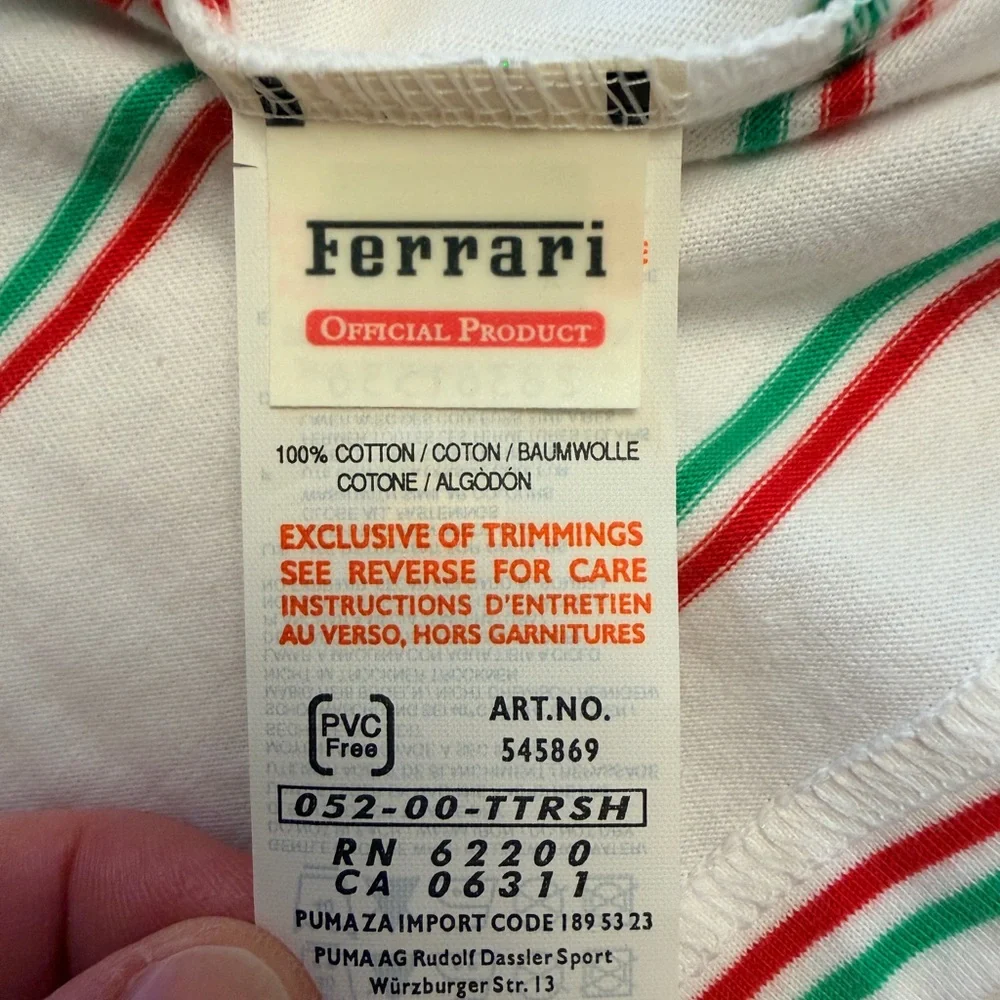 Ferrari
OFFICIAL PRODUCT
100% COTTON / COTON / BAUMWOLLE
COTONE / ALGÒDÓN
EXCLUSIVE OF TRIMMINGS
SEE REVERSE FOR CARE
INSTRUCTIONS D'ENTRETIEN
AU VERSO, HORS GARNITURES
PVC
Free
ART.NO.
545869
052-00-TTRSH
RN 62200
CA 06311
PUMA ZA IMPORT CODE 189 53 23
PUMA AG Rudolf Dassler Sport
Würzburger Str. 13